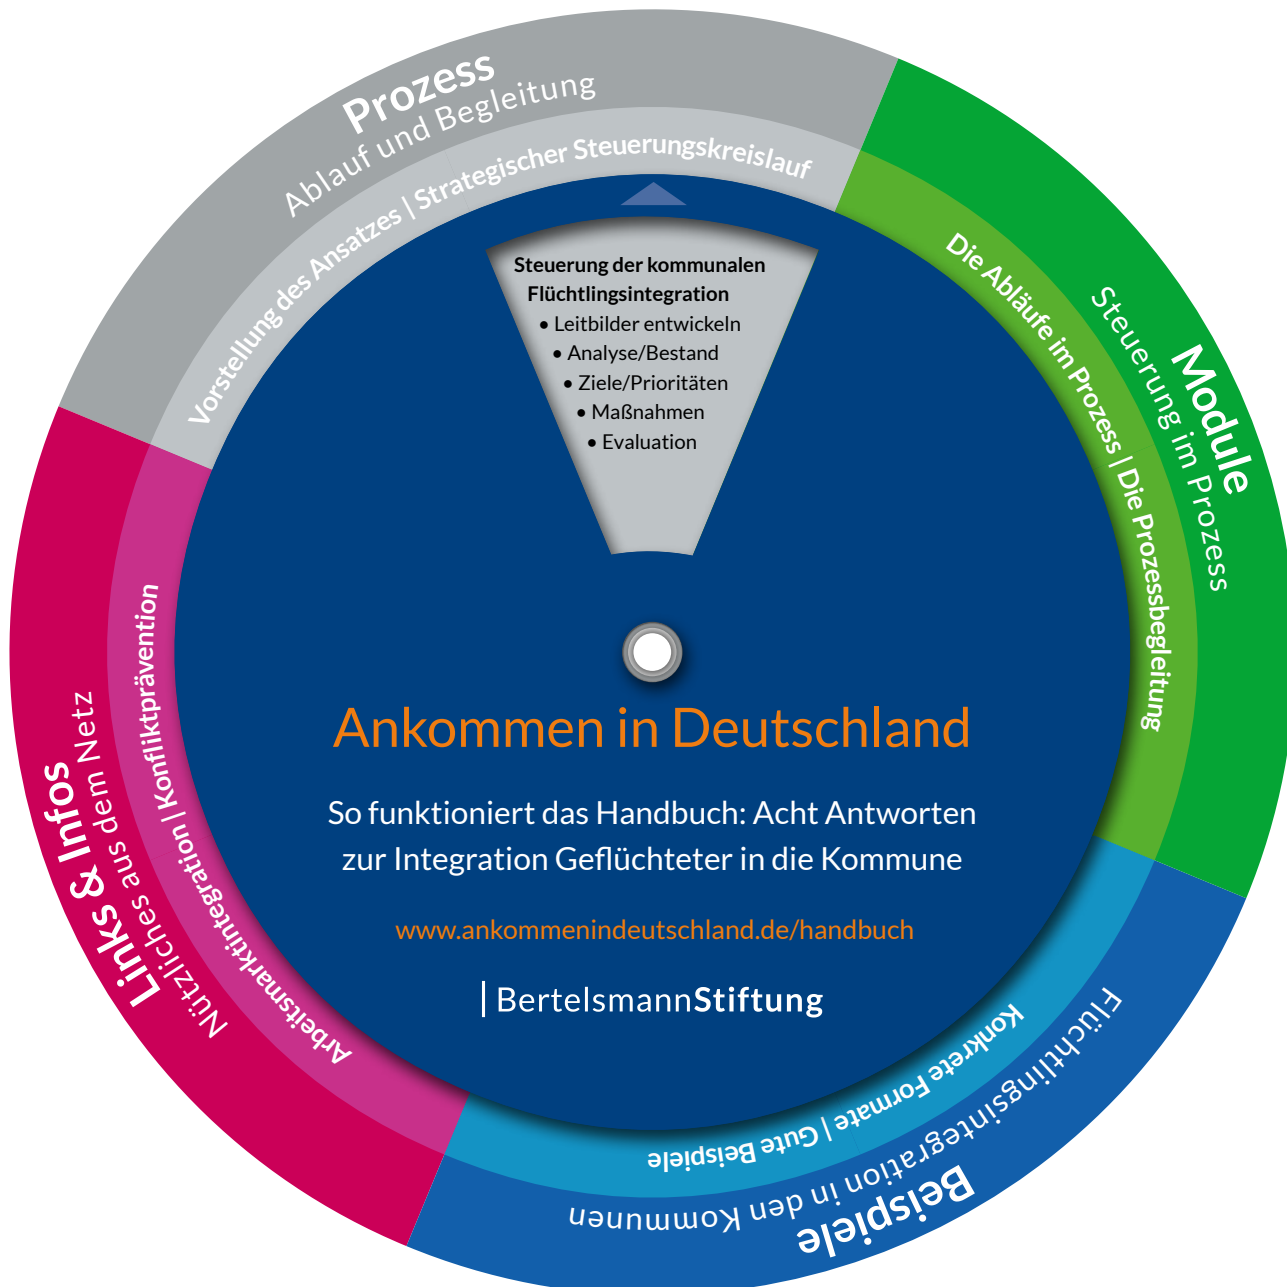 Prozess
Ablauf und Begleitung
Vorstellung des Ansatzes | Strategischer Steuerungskreislauf
Module
Steuerung im Prozess
Die Abläufe im Prozess | Die Prozessbegleitung
Beispiele
Flüchtlingsintegration in den Kommunen
Konkrete Formate | Gute Beispiele
Links & Infos
Nützliches aus dem Netz
Arbeitsmarktintegration | Konfliktprävention
Steuerung der kommunalen
Flüchtlingsintegration
• Leitbilder entwickeln
• Analyse/Bestand
• Ziele/Prioritäten
• Maßnahmen
• Evaluation
Ankommen in Deutschland
So funktioniert das Handbuch: Acht Antworten
zur Integration Geflüchteter in die Kommune
www.ankommenindeutschland.de/handbuch
| BertelsmannStiftung